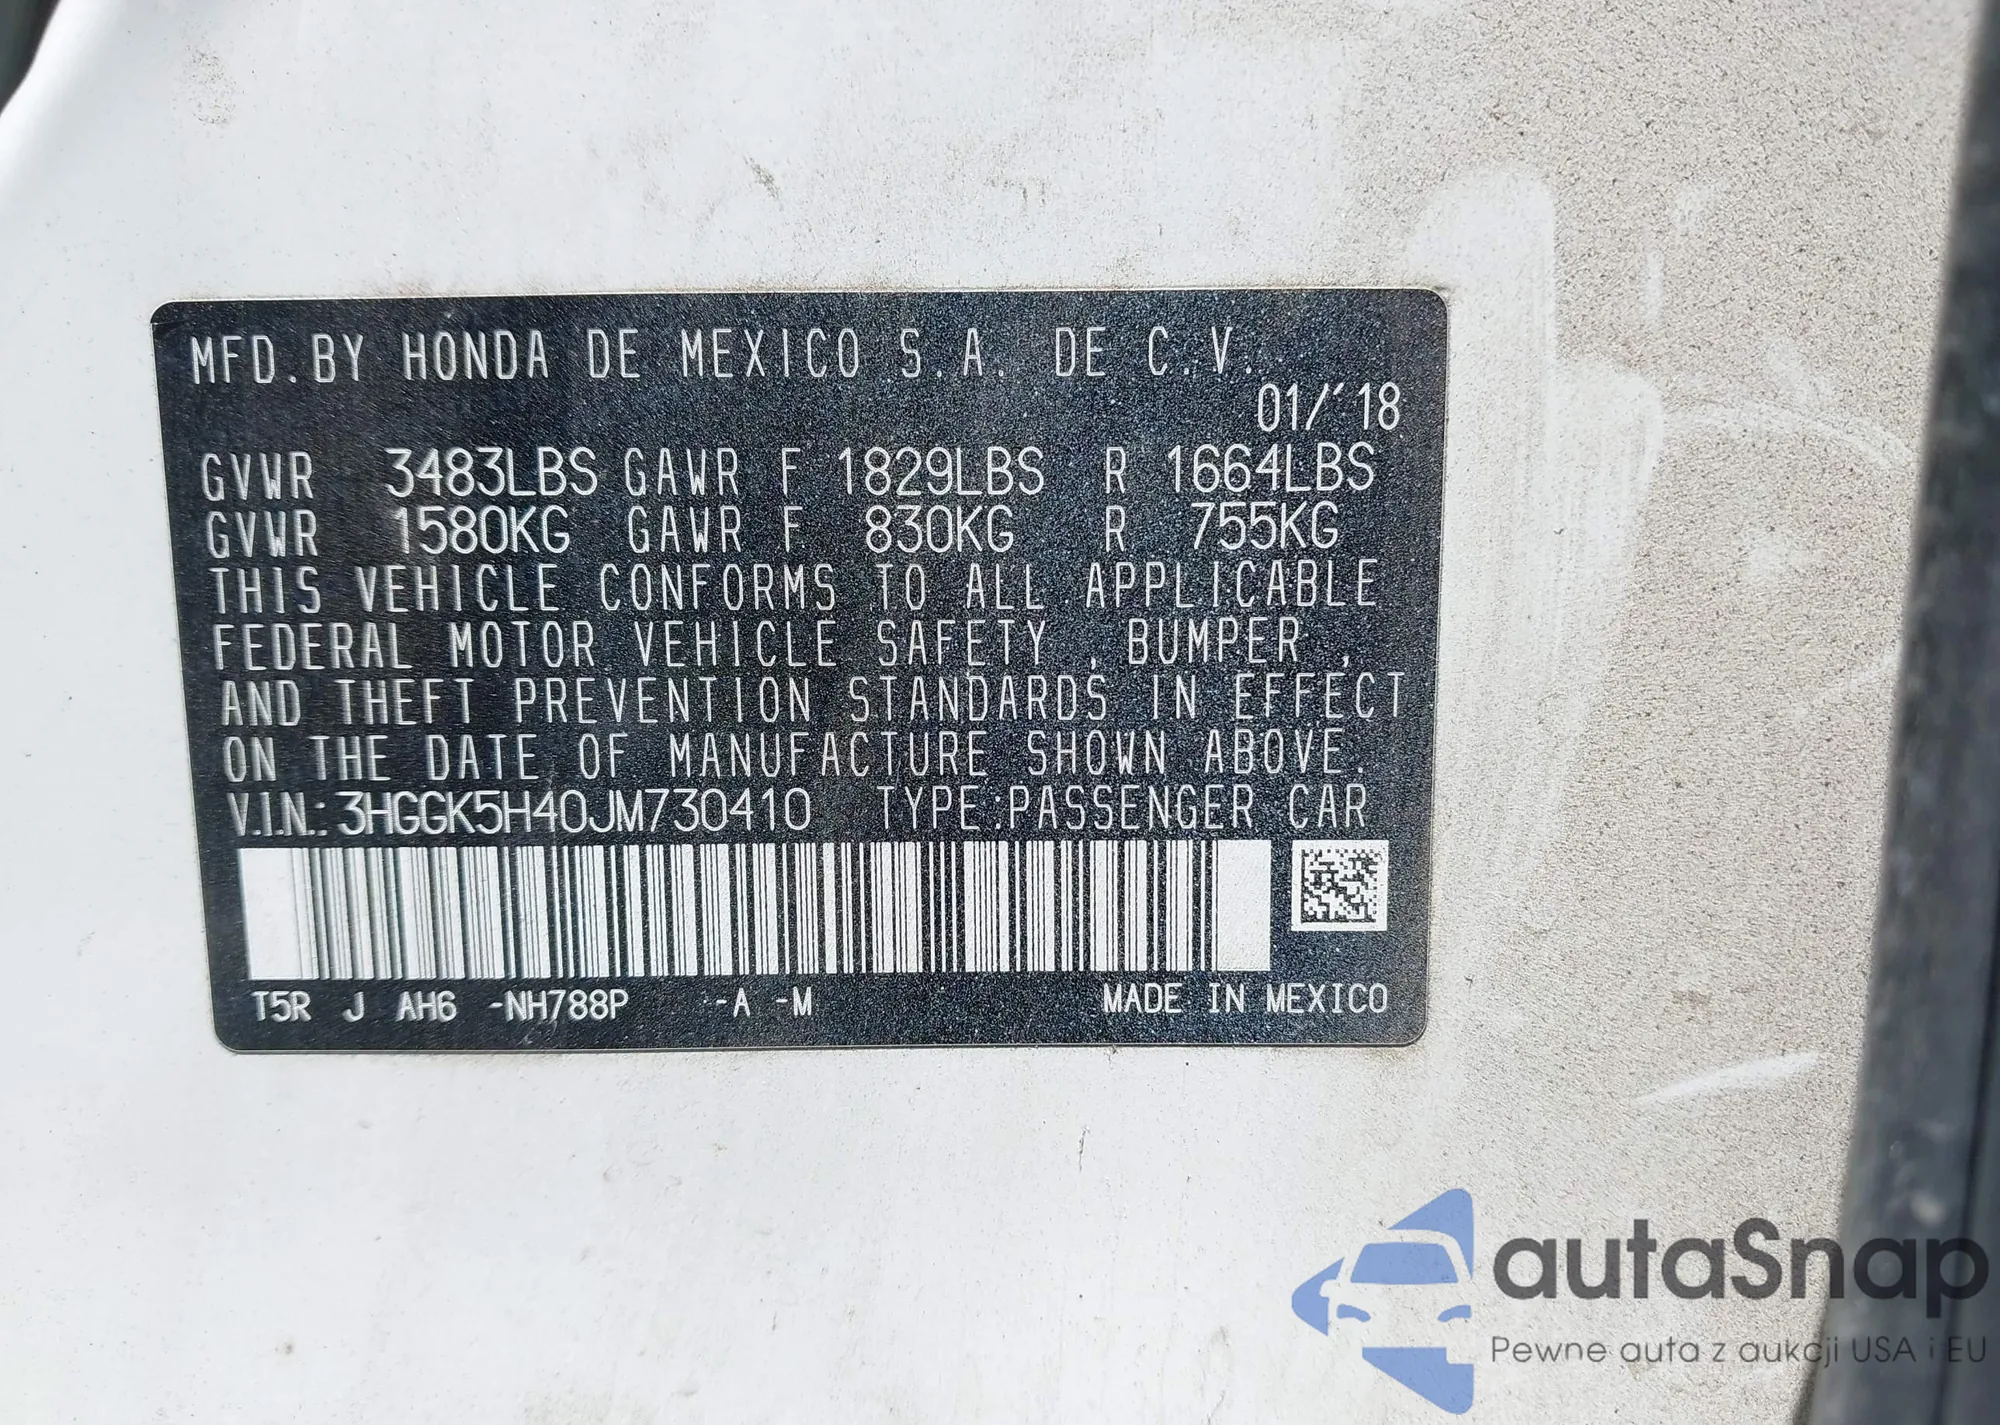 MFD. BY HONDA DE MEXICO S.A. DE C.V.
01/'18
GVWR 3483LBS GAWR F 1829LBS R 1664LBS
GVWR 1580KG GAWR F 830KG R 755KG
THIS VEHICLE CONFORMS TO ALL APPLICABLE
FEDERAL MOTOR VEHICLE SAFETY , BUMPER ,
AND THEFT PREVENTION STANDARDS IN EFFECT
ON THE DATE OF MANUFACTURE SHOWN ABOVE.
V.I.N.: 3HGGK5H40JM730410 TYPE:PASSENGER CAR
T5R J AH6 -NH788P -A -M MADE IN MEXICO
autaSnap
Pewne auta z aukcji USA i EU